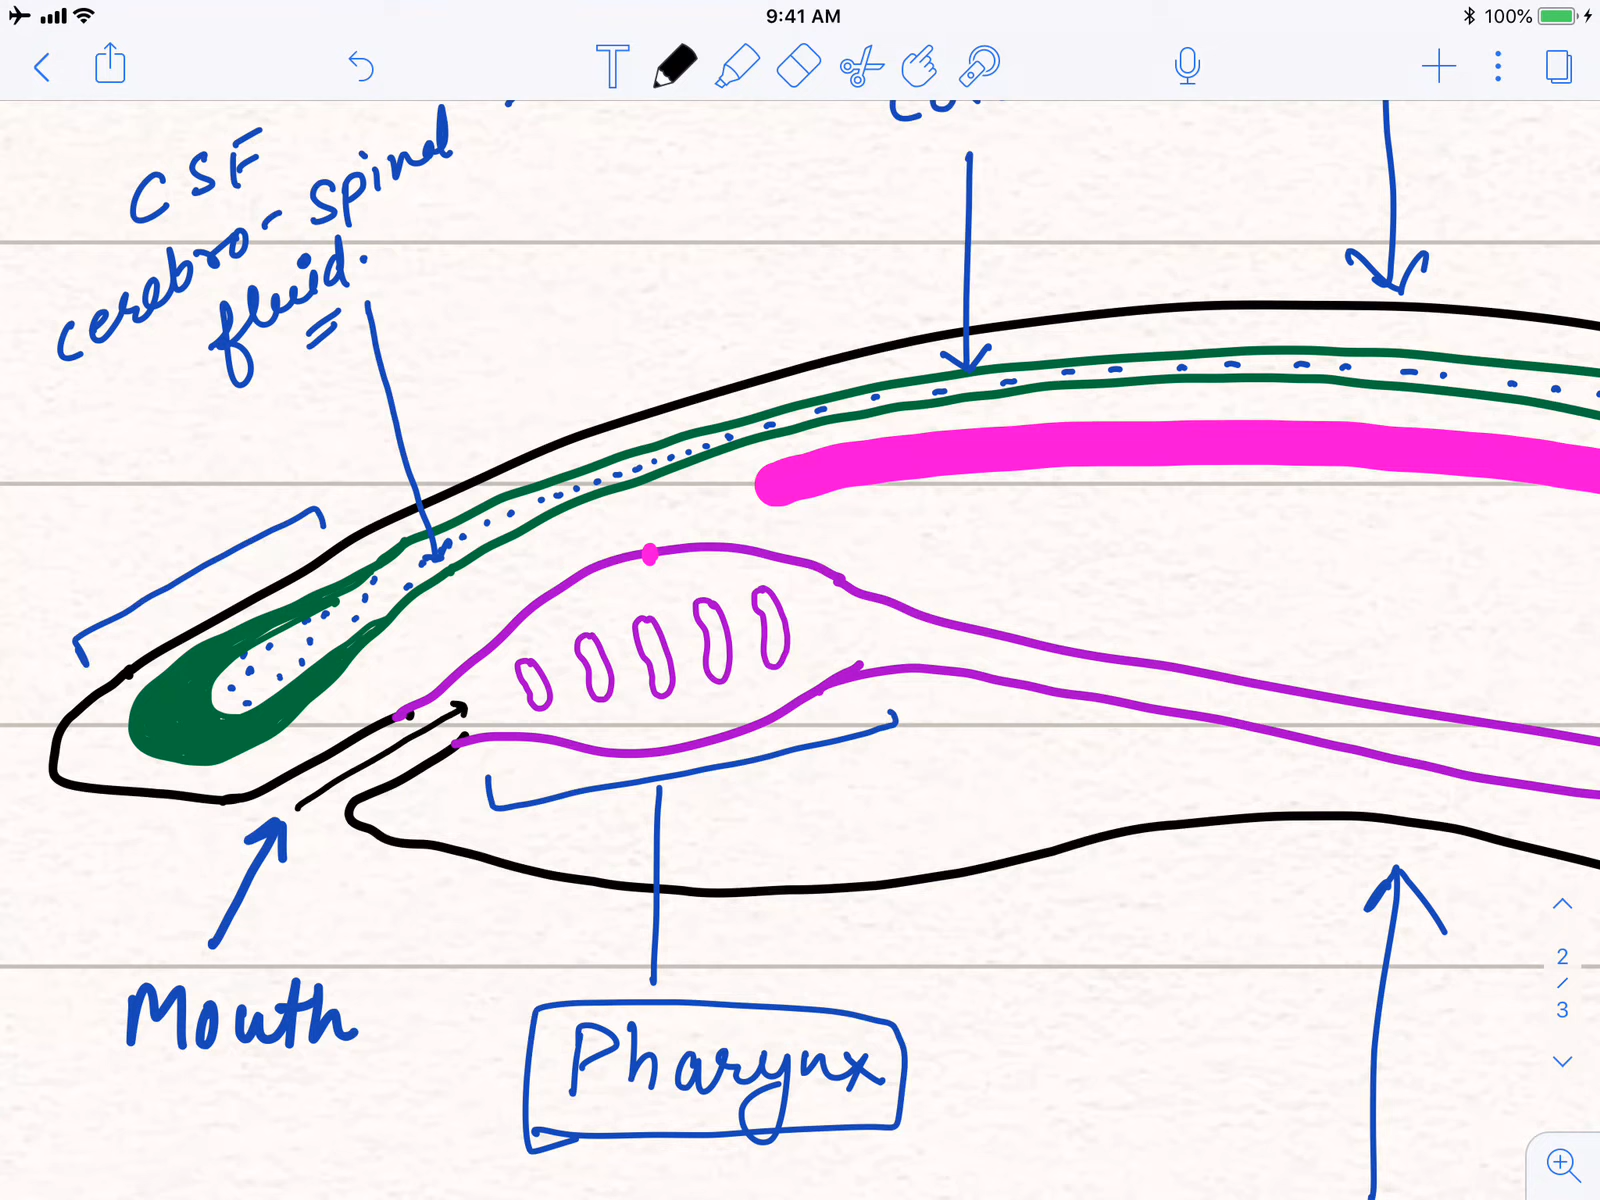 9:41 AM
100%
CSF
cerebro-spinal
fluid.
Mouth
Pharynx
2
3